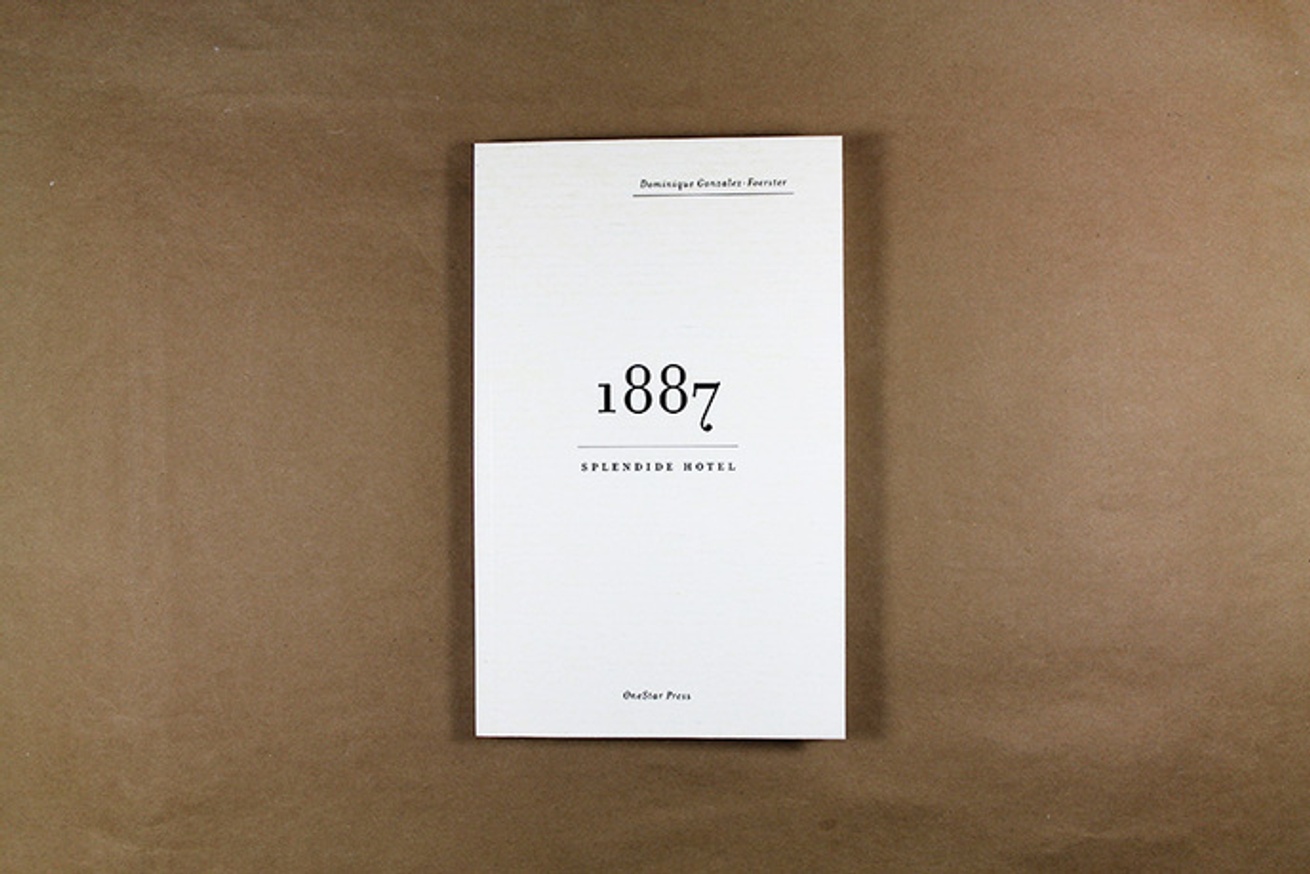 Dominique Gonzalez-Foerster
1887
SPLENDIDE HOTEL
OneStar Press